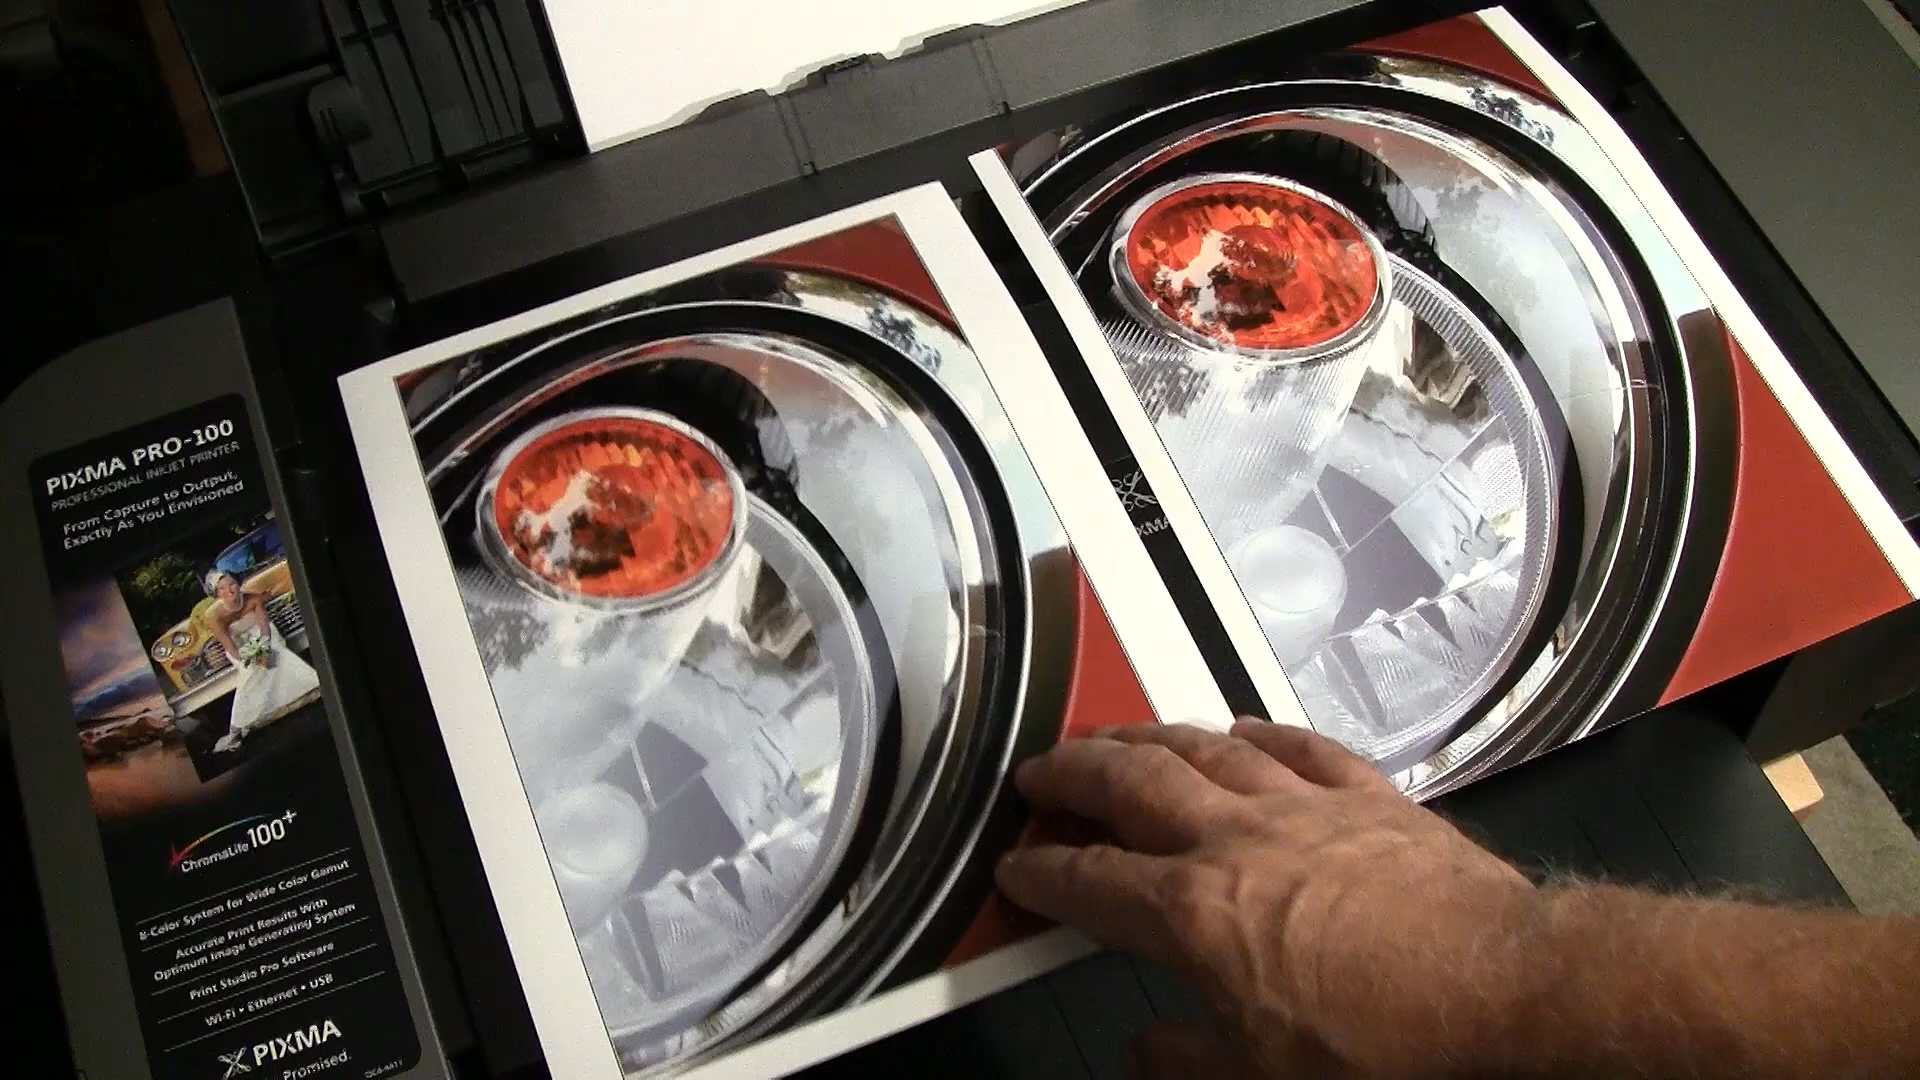 PIXMA PRO-100
PROFESSIONAL INKJET PRINTER
From Capture to Output,
Exactly As You Envisioned
ChromaLife100+
8-Color System for Wide Color Gamut
Accurate Print Results With
Optimum Image Generating System
Print Studio Pro Software
Wi-Fi • Ethernet • USB
PIXMA
Promised.
PIXMA